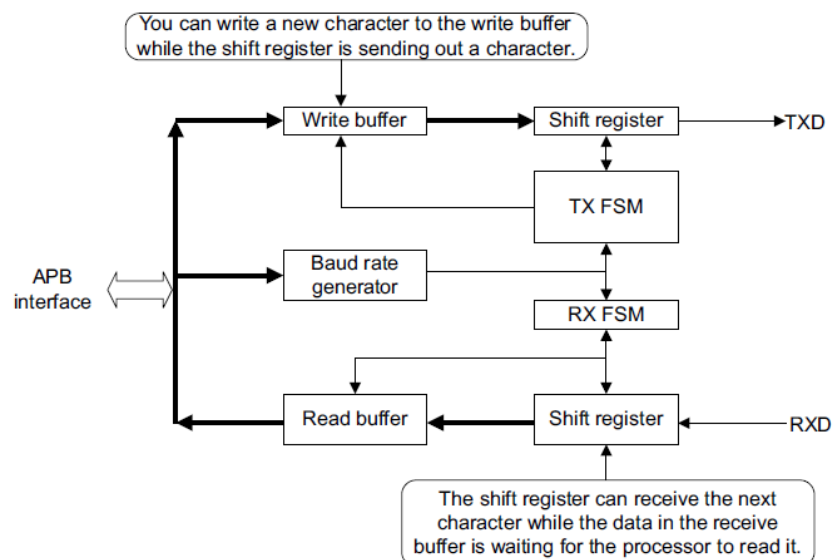 You can write a new character to the write buffer
while the shift register is sending out a character.
Write buffer
Shift register
TXD
TX FSM
APB
interface
Baud rate
generator
RX FSM
Read buffer
Shift register
RXD
The shift register can receive the next
character while the data in the receive
buffer is waiting for the processor to read it.